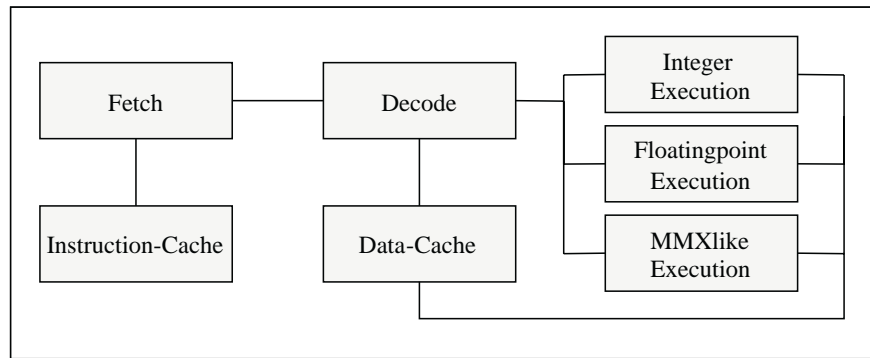 Fetch
Decode
Integer
Execution
Floatingpoint
Execution
Instruction-Cache
Data-Cache
MMXlike
Execution